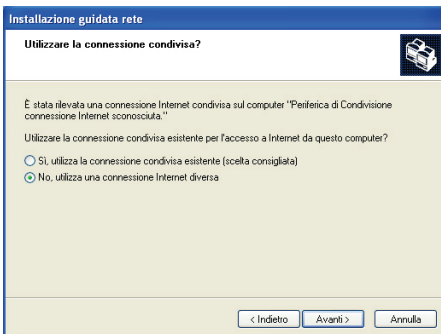 Installazione guidata rete
Utilizzare la connessione condivisa?
È stata rilevata una connessione Internet condivisa sul computer "Periferica di Condivisione
connessione Internet sconosciuta."
Utilizzare la connessione condivisa esistente per l'accesso a Internet da questo computer?
Sì, utilizza la connessione condivisa esistente (scelta consigliata)
No, utilizza una connessione Internet diversa
< Indietro
Avanti >
Annulla